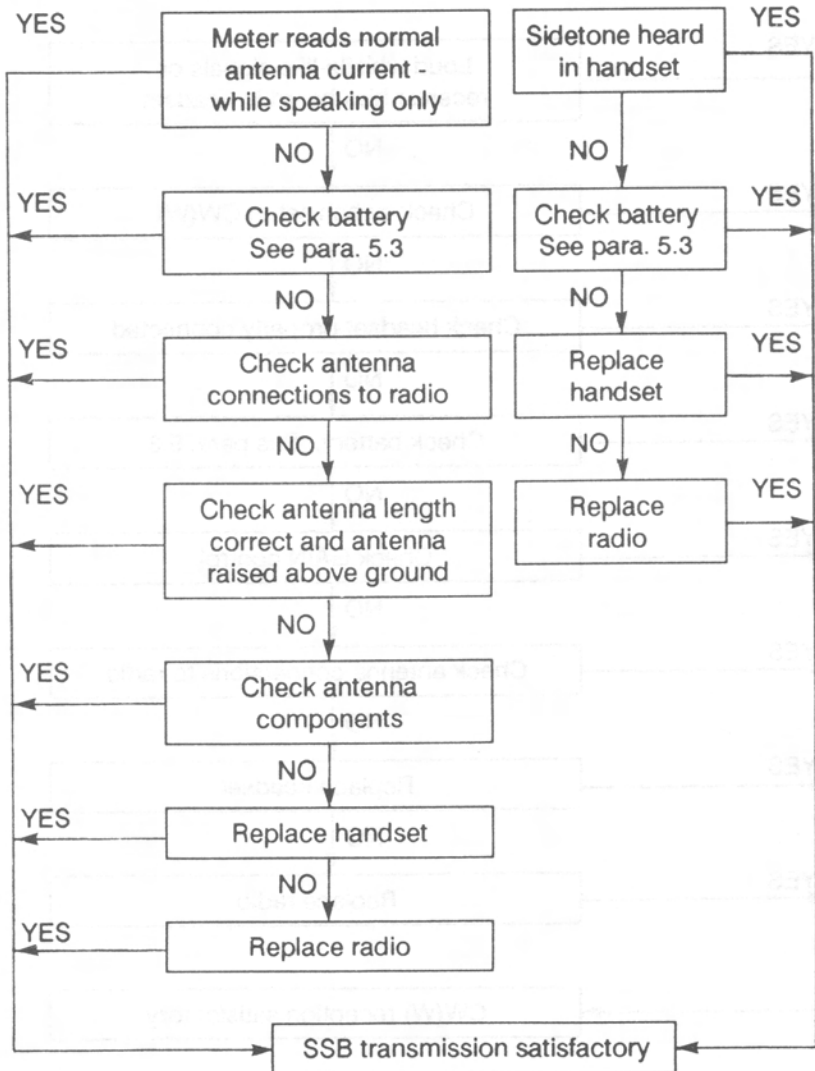 YES
Meter reads normal
antenna current -
while speaking only
NO
YES
Check battery
See para. 5.3
NO
YES
Check antenna
connections to radio
NO
YES
Check antenna length
correct and antenna
raised above ground
NO
YES
Check antenna
components
NO
YES
Replace handset
NO
YES
Replace radio
Sidetone heard
in handset
YES
NO
Check battery
See para. 5.3
YES
NO
Replace
handset
YES
NO
Replace
radio
YES
SSB transmission satisfactory